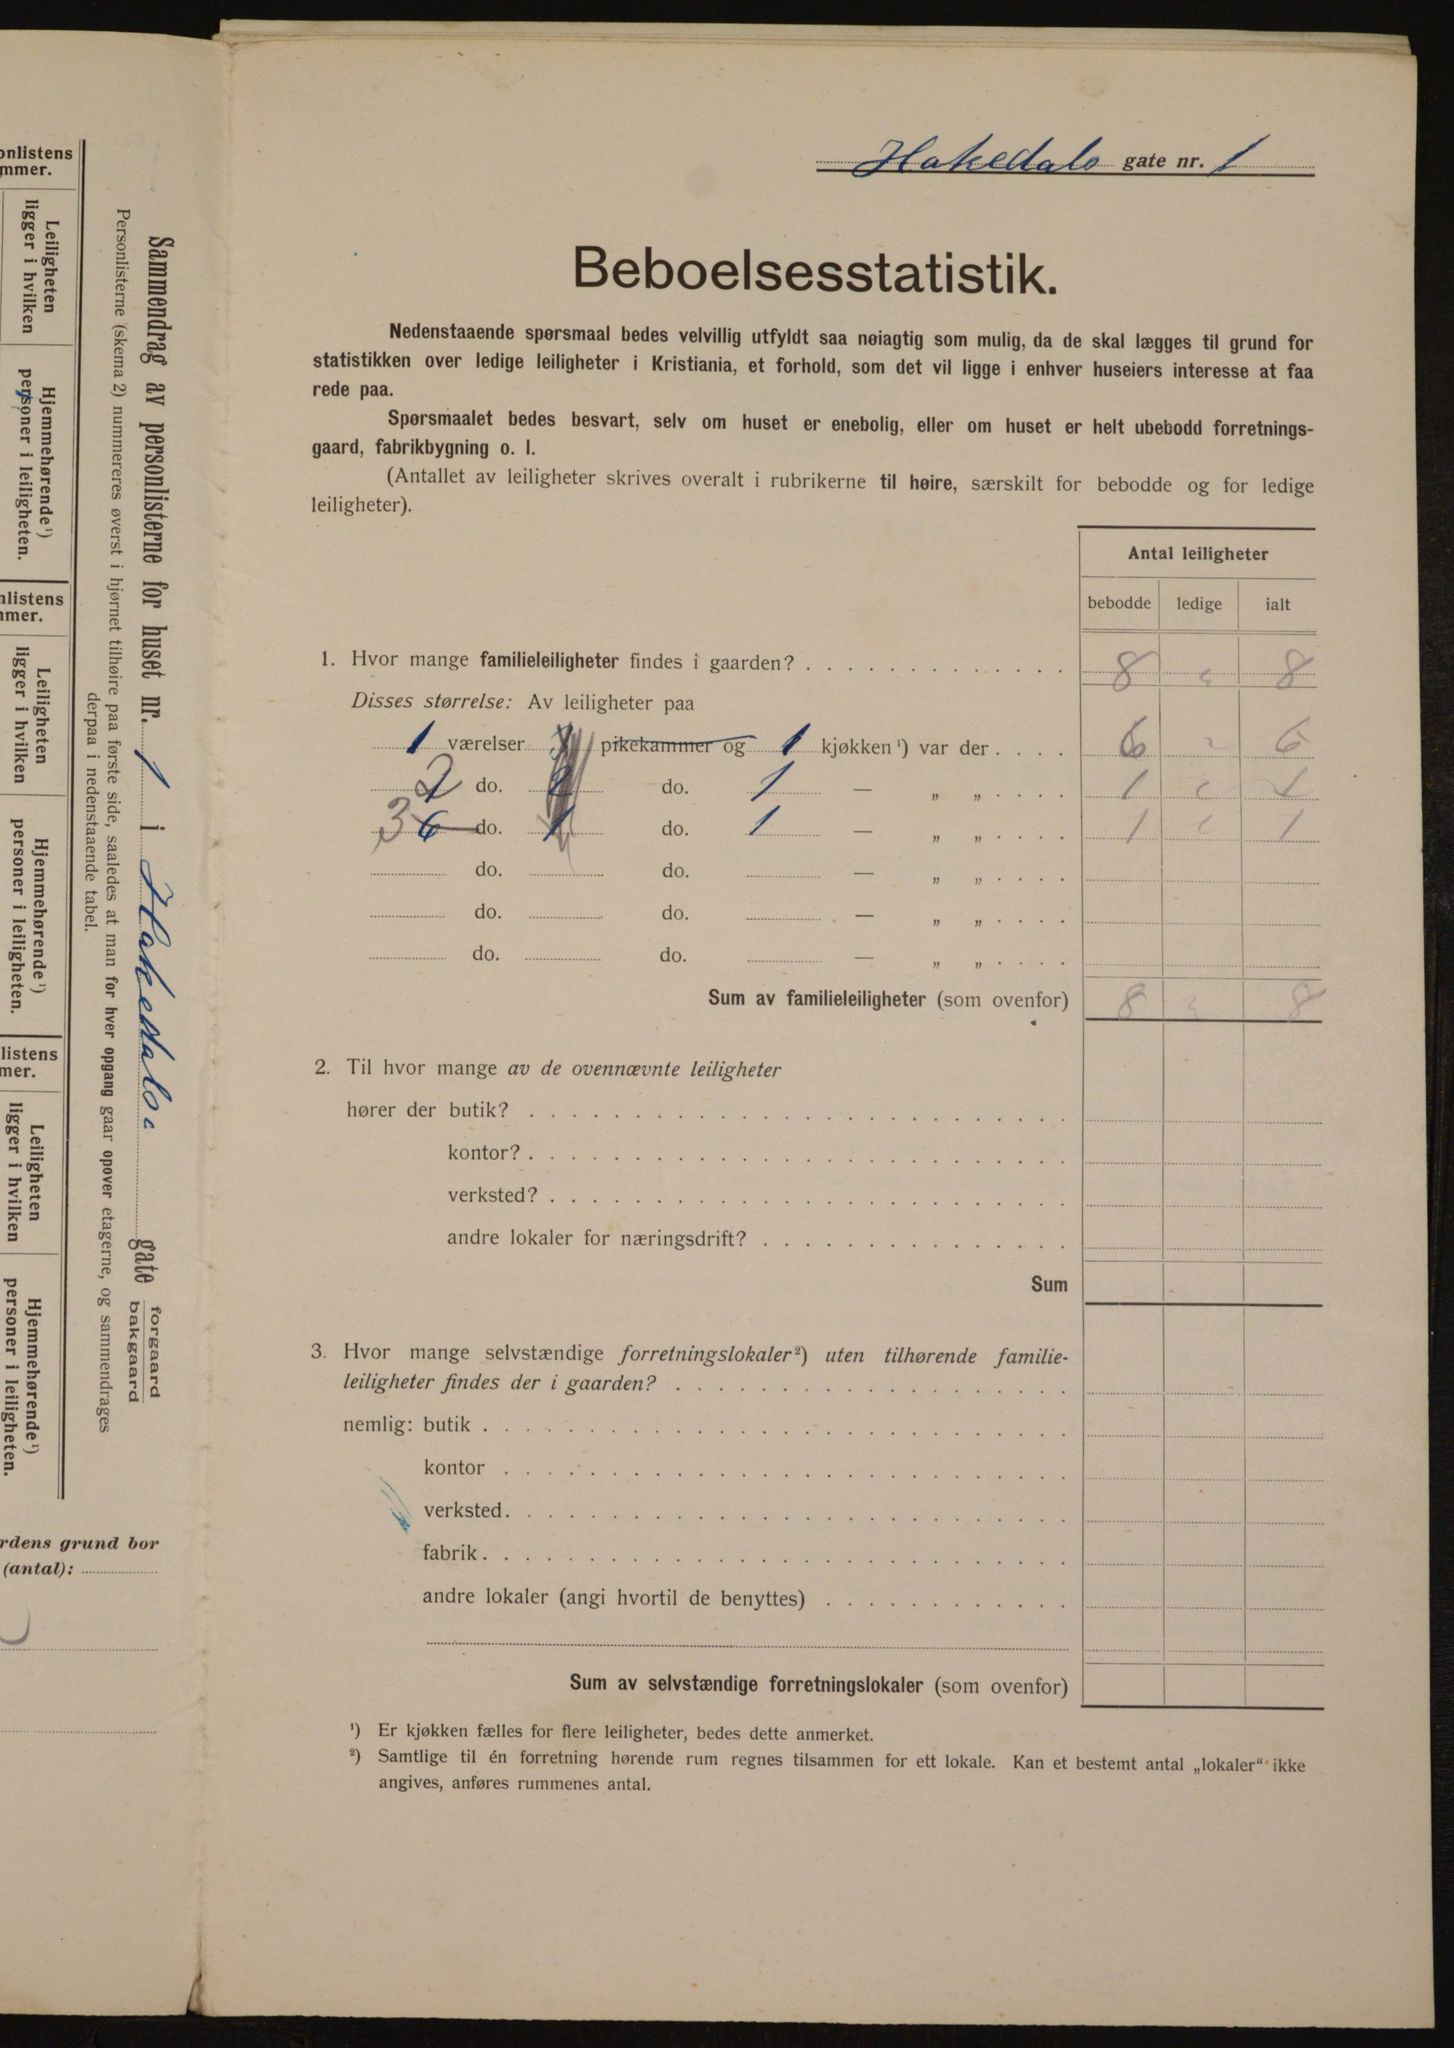 onlistens
mmer.
Leiligheten
ligger i hvilken
Hjemmehørende¹)
personer i leiligheten.
nlistens
mmer.
Leiligheten
ligger i hvilken
Hjemmehørende¹)
personer i leiligheten.
listens
mer.
Leiligheten
ligger i hvilken
Hjemmehørende¹)
personer i leiligheten.
rdens grund bor
(antal):
Sammendrag av personlisterne for huset nr. 1 i Hakedals gate forgaard
bakgaard
Personlisterne (skema 2) nummereres øverst i hjørnet tilhøire paa første side, saaledes at man for hver opgang gaar opover etagerne, og sammendrages
derpaa i nedenstaaende tabel.
Hakedals gate nr. 1
Beboelsesstatistik.
Nedenstaaende spørsmaal bedes velvillig utfyldt saa nøiagtig som mulig, da de skal lægges til grund for
statistikken over ledige leiligheter i Kristiania, et forhold, som det vil ligge i enhver huseiers interesse at faa
rede paa.
Spørsmaalet bedes besvart, selv om huset er enebolig, eller om huset er helt ubebodd forretnings-
gaard, fabrikbygning o. l.
(Antallet av leiligheter skrives overalt i rubrikerne til høire, særskilt for bebodde og for ledige
leiligheter).
Antal leiligheter
bebodde ledige ialt
1. Hvor mange familieleiligheter findes i gaarden? . . . . 8 8
Disses størrelse: Av leiligheter paa
1 værelser pikekammer og 1 kjøkken¹) var der . . . . 6 6
2 do. 2 do. 1 — „ „ . . . . 1 1
3 6 do. 1 do. 1 — „ „ . . . . 1 1
do. do. — „ „ . . . .
do. do. — „ „ . . . .
do. do. — „ „ . . . .
Sum av familieleiligheter (som ovenfor) 8 8
2. Til hvor mange av de ovennævnte leiligheter
hører der butik? . . . .
kontor? . . . .
verksted? . . . .
andre lokaler for næringsdrift? . . . .
Sum
3. Hvor mange selvstændige forretningslokaler²) uten tilhørende familie-
leiligheter findes der i gaarden? . . . .
nemlig: butik . . . .
kontor . . . .
verksted. . . . .
fabrik. . . . .
andre lokaler (angi hvortil de benyttes) . . . .
Sum av selvstændige forretningslokaler (som ovenfor)
¹) Er kjøkken fælles for flere leiligheter, bedes dette anmerket.
²) Samtlige til én forretning hørende rum regnes tilsammen for ett lokale. Kan et bestemt antal „lokaler“ ikke
angives, anføres rummenes antal.